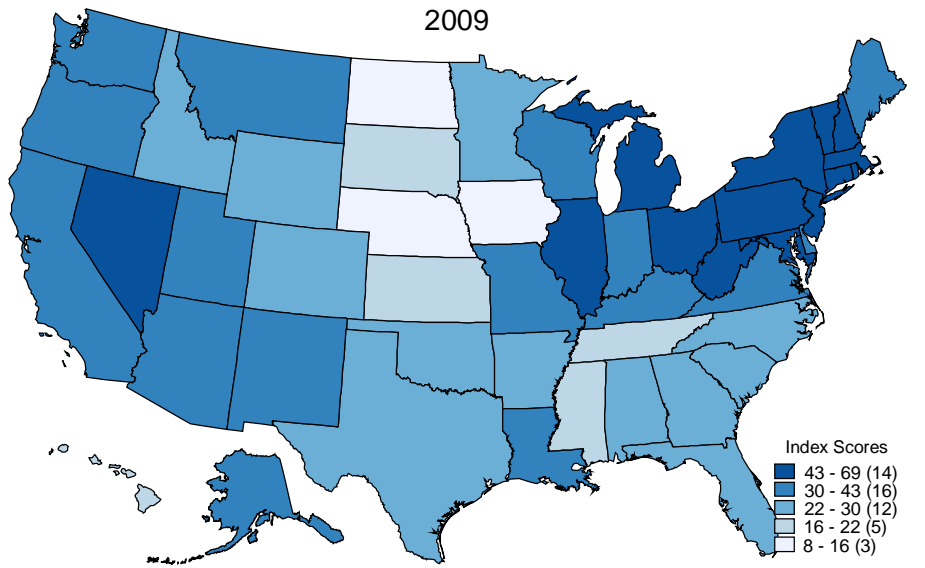 2009
Index Scores
43 - 69 (14)
30 - 43 (16)
22 - 30 (12)
16 - 22 (5)
8 - 16 (3)